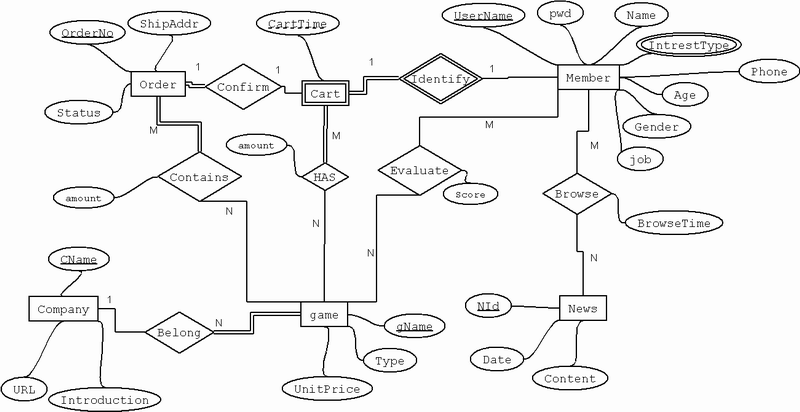 UserName
pwd
Name
OrderNo
ShipAddr
CartTime
IntrestType
Order
1
Confirm
1
Cart
1
Identify
1
Member
Phone
Age
Status
M
M
amount
M
Gender
M
job
Contains
HAS
Evaluate
Browse
amount
score
BrowseTime
N
N
N
N
CName
Company
1
Belong
N
game
gName
NId
News
URL
Introduction
UnitPrice
Type
Date
Content